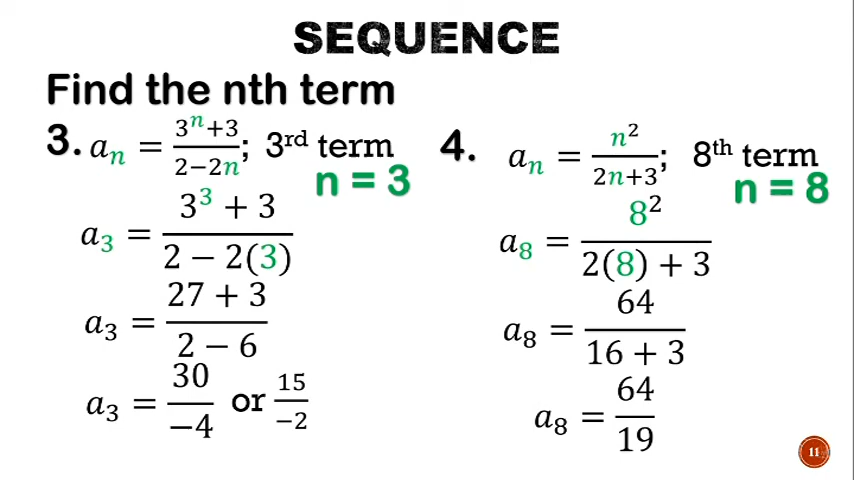 SEQUENCE
Find the nth term
3. aₙ = (3ⁿ+3)/(2−2n); 3ʳᵈ term
n = 3
a₃ = (3³ + 3)/(2 − 2(3))
a₃ = (27 + 3)/(2 − 6)
a₃ = 30/−4 or 15/−2
4. aₙ = n²/(2n+3); 8ᵗʰ term
n = 8
a₈ = 8²/(2(8) + 3)
a₈ = 64/(16 + 3)
a₈ = 64/19
11